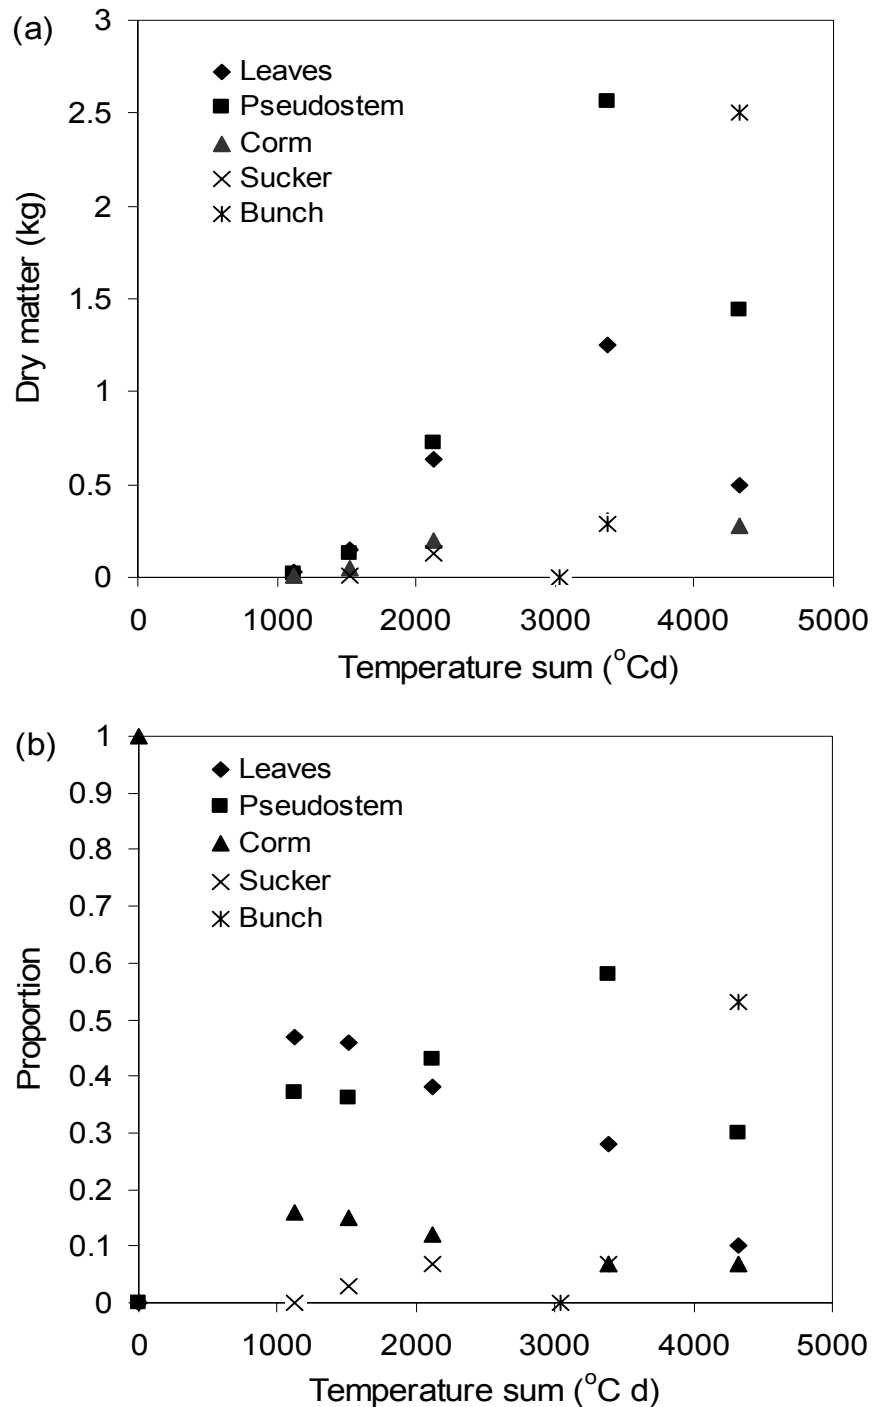 (a)
3
2.5
2
1.5
1
0.5
0
Dry matter (kg)
Leaves
Pseudostem
Corm
Sucker
Bunch
0 1000 2000 3000 4000 5000
Temperature sum (°Cd)
(b)
1
0.9
0.8
0.7
0.6
0.5
0.4
0.3
0.2
0.1
0
Proportion
Leaves
Pseudostem
Corm
Sucker
Bunch
0 1000 2000 3000 4000 5000
Temperature sum (°C d)